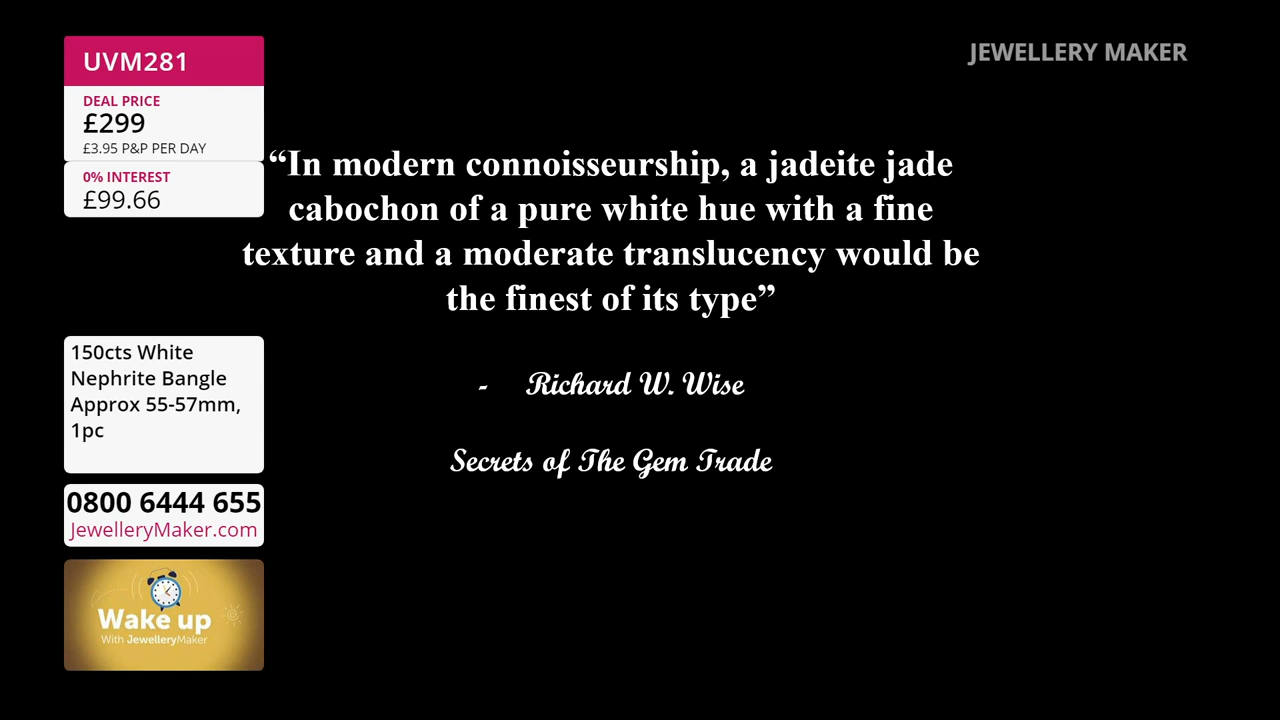 UVM281
DEAL PRICE
£299
£3.95 P&P PER DAY
0% INTEREST
£99.66
JEWELLERY MAKER
“In modern connoisseurship, a jadeite jade
cabochon of a pure white hue with a fine
texture and a moderate translucency would be
the finest of its type”
- Richard W. Wise
Secrets of The Gem Trade
150cts White
Nephrite Bangle
Approx 55-57mm,
1pc
0800 6444 655
JewelleryMaker.com
Wake up
With JewelleryMaker